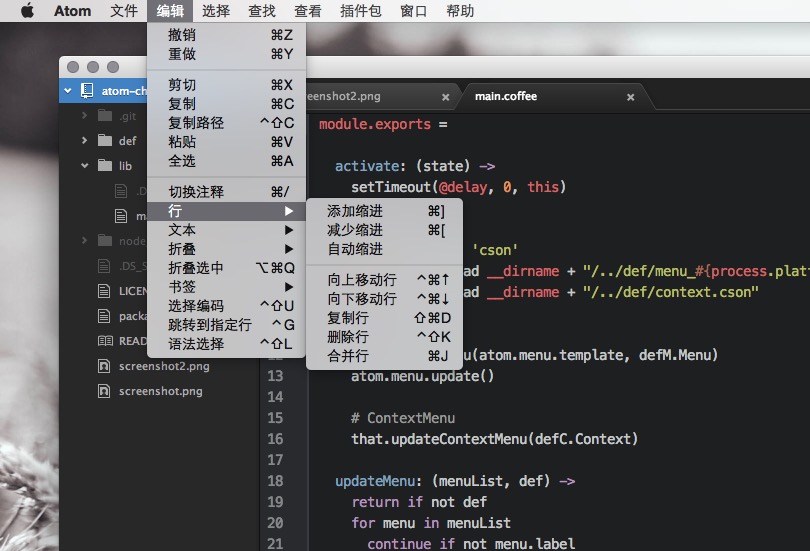 Atom 文件 编辑 选择 查找 查看 插件包 窗口 帮助
撤销 ⌘Z
重做 ⌘Y
剪切 ⌘X
复制 ⌘C
复制路径 ⌃⇧C
粘贴 ⌘V
全选 ⌘A
切换注释 ⌘/
行 ▶
文本 ▶
折叠 ▶
折叠选中 ⌥⌘Q
书签 ▶
选择编码 ⌃⇧U
跳转到指定行 ⌃G
语法选择 ⌃⇧L
添加缩进 ⌘]
减少缩进 ⌘[
自动缩进
向上移动行 ⌃⌘↑
向下移动行 ⌃⌘↓
复制行 ⇧⌘D
删除行 ⌃⇧K
合并行 ⌘J
atom-ch
.git
def
lib
.D
m
node
.DS_S
LICEN
packa
READ
screenshot2.png
screenshot.png
eenshot2.png ×
main.coffee ×
module.exports =
activate: (state) ->
setTimeout(@delay, 0, this)
'cson'
ad __dirname + "/../def/menu_#{process.platf
ad __dirname + "/../def/context.cson"
u(atom.menu.template, defM.Menu)
13 atom.menu.update()
14
15 # ContextMenu
16 that.updateContextMenu(defC.Context)
17
18 updateMenu: (menuList, def) ->
19 return if not def
20 for menu in menuList
21 continue if not menu.label